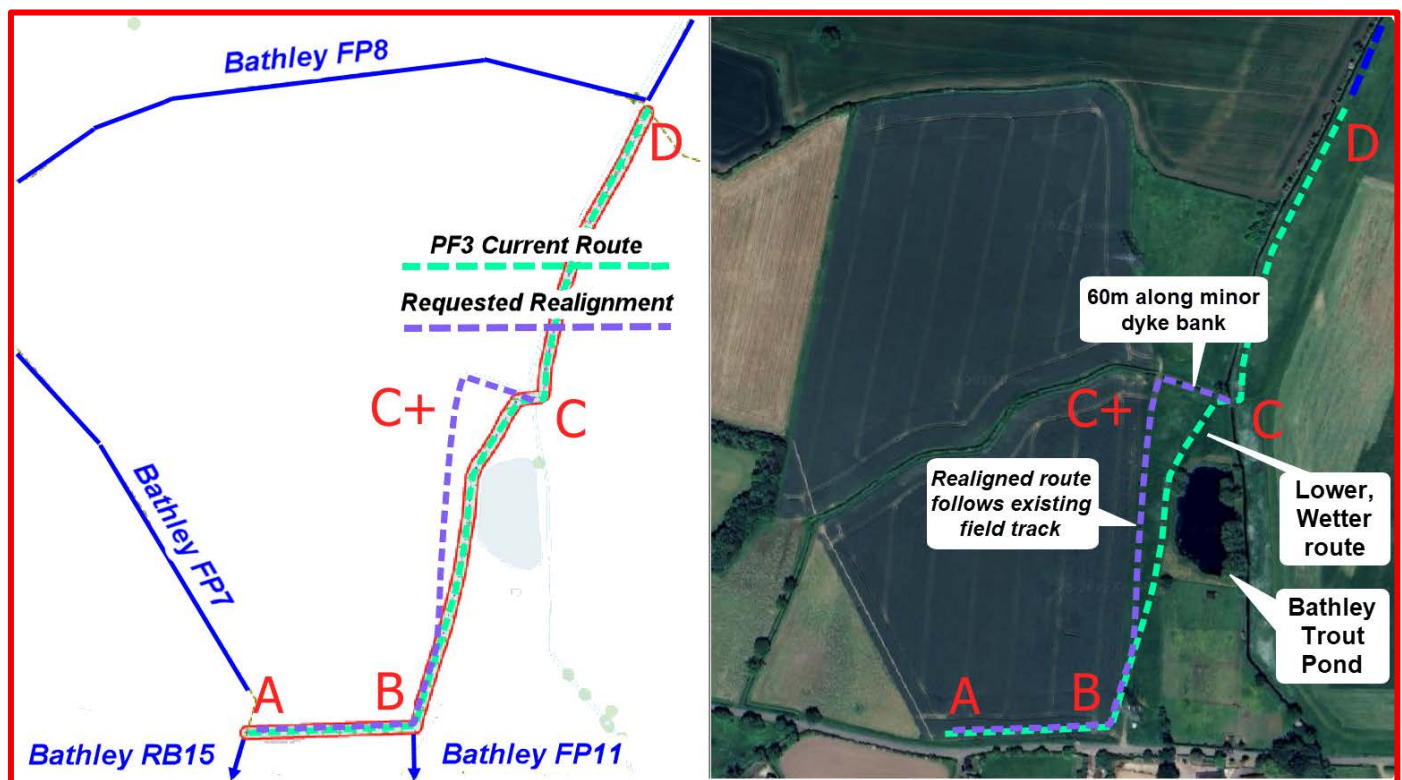 Bathley FP8
D
PF3 Current Route
Requested Realignment
C+
C
Bathley FP7
A
B
Bathley RB15
Bathley FP11
D
60m along minor
dyke bank
C+
C
Realigned route
follows existing
field track
Lower,
Wetter
route
Bathley
Trout
Pond
A
B